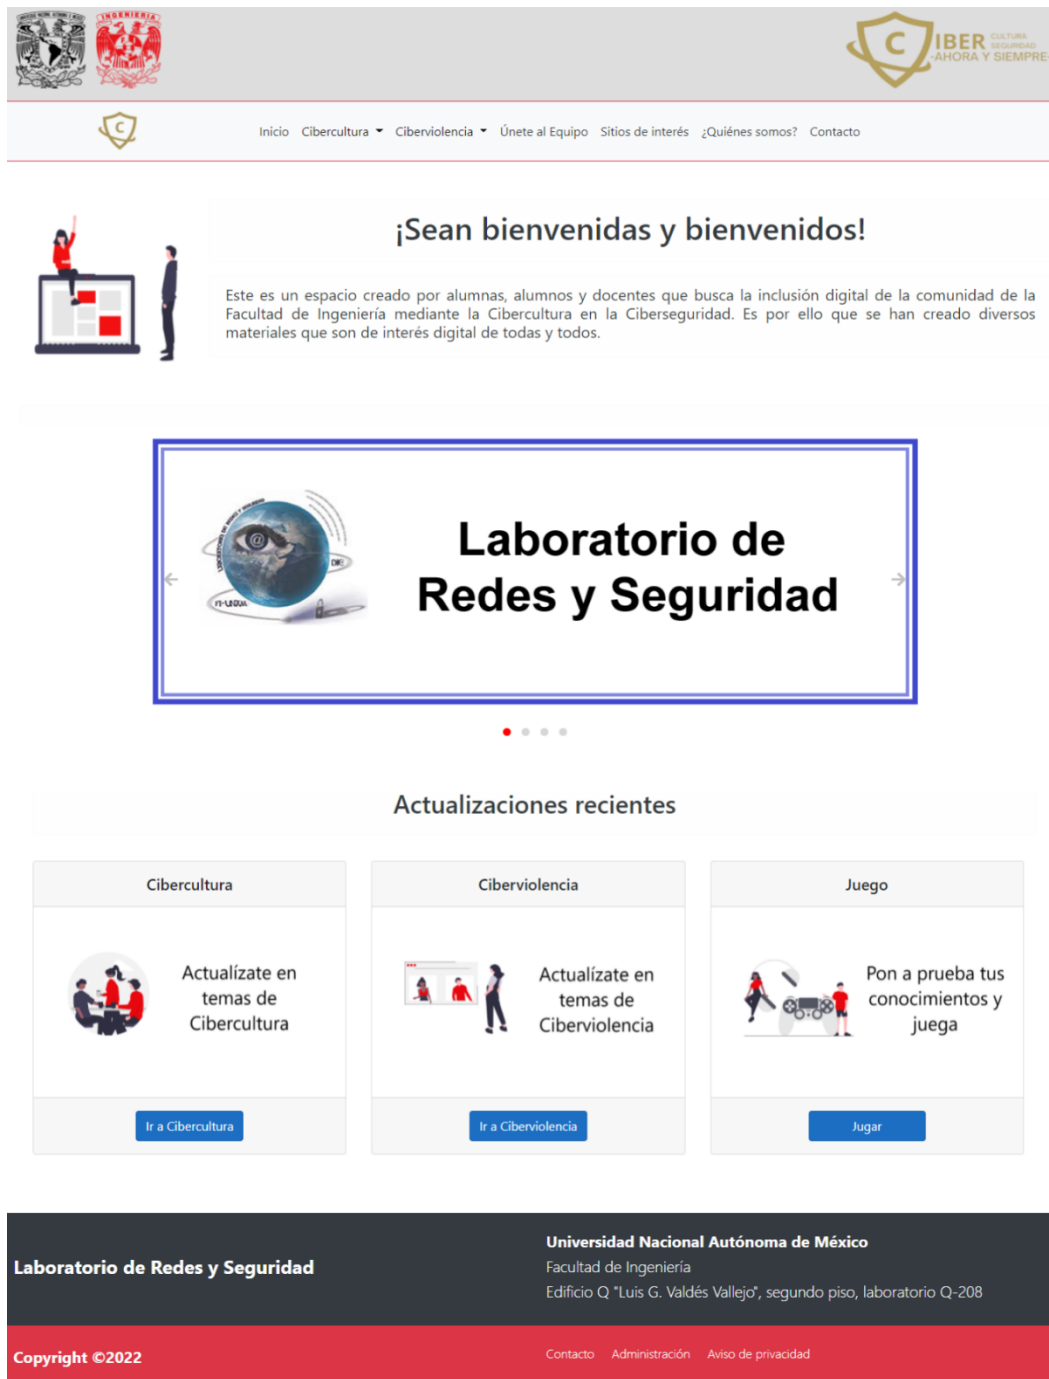 INGENIERIA
C
IBER CULTURA
SEGURIDAD
-AHORA Y SIEMPRE-
C
Inicio Cibercultura Ciberviolencia Únete al Equipo Sitios de interés ¿Quiénes somos? Contacto
¡Sean bienvenidas y bienvenidos!
Este es un espacio creado por alumnas, alumnos y docentes que busca la inclusión digital de la comunidad de la
Facultad de Ingeniería mediante la Cibercultura en la Ciberseguridad. Es por ello que se han creado diversos
materiales que son de interés digital de todas y todos.
@
FI-UNAM
Laboratorio de
Redes y Seguridad
Actualizaciones recientes
Cibercultura
Actualízate en
temas de
Cibercultura
Ir a Cibercultura
Ciberviolencia
Actualízate en
temas de
Ciberviolencia
Ir a Ciberviolencia
Juego
Pon a prueba tus
conocimientos y
juega
Jugar
Laboratorio de Redes y Seguridad
Universidad Nacional Autónoma de México
Facultad de Ingeniería
Edificio Q "Luis G. Valdés Vallejo", segundo piso, laboratorio Q-208
Copyright ©2022
Contacto Administración Aviso de privacidad